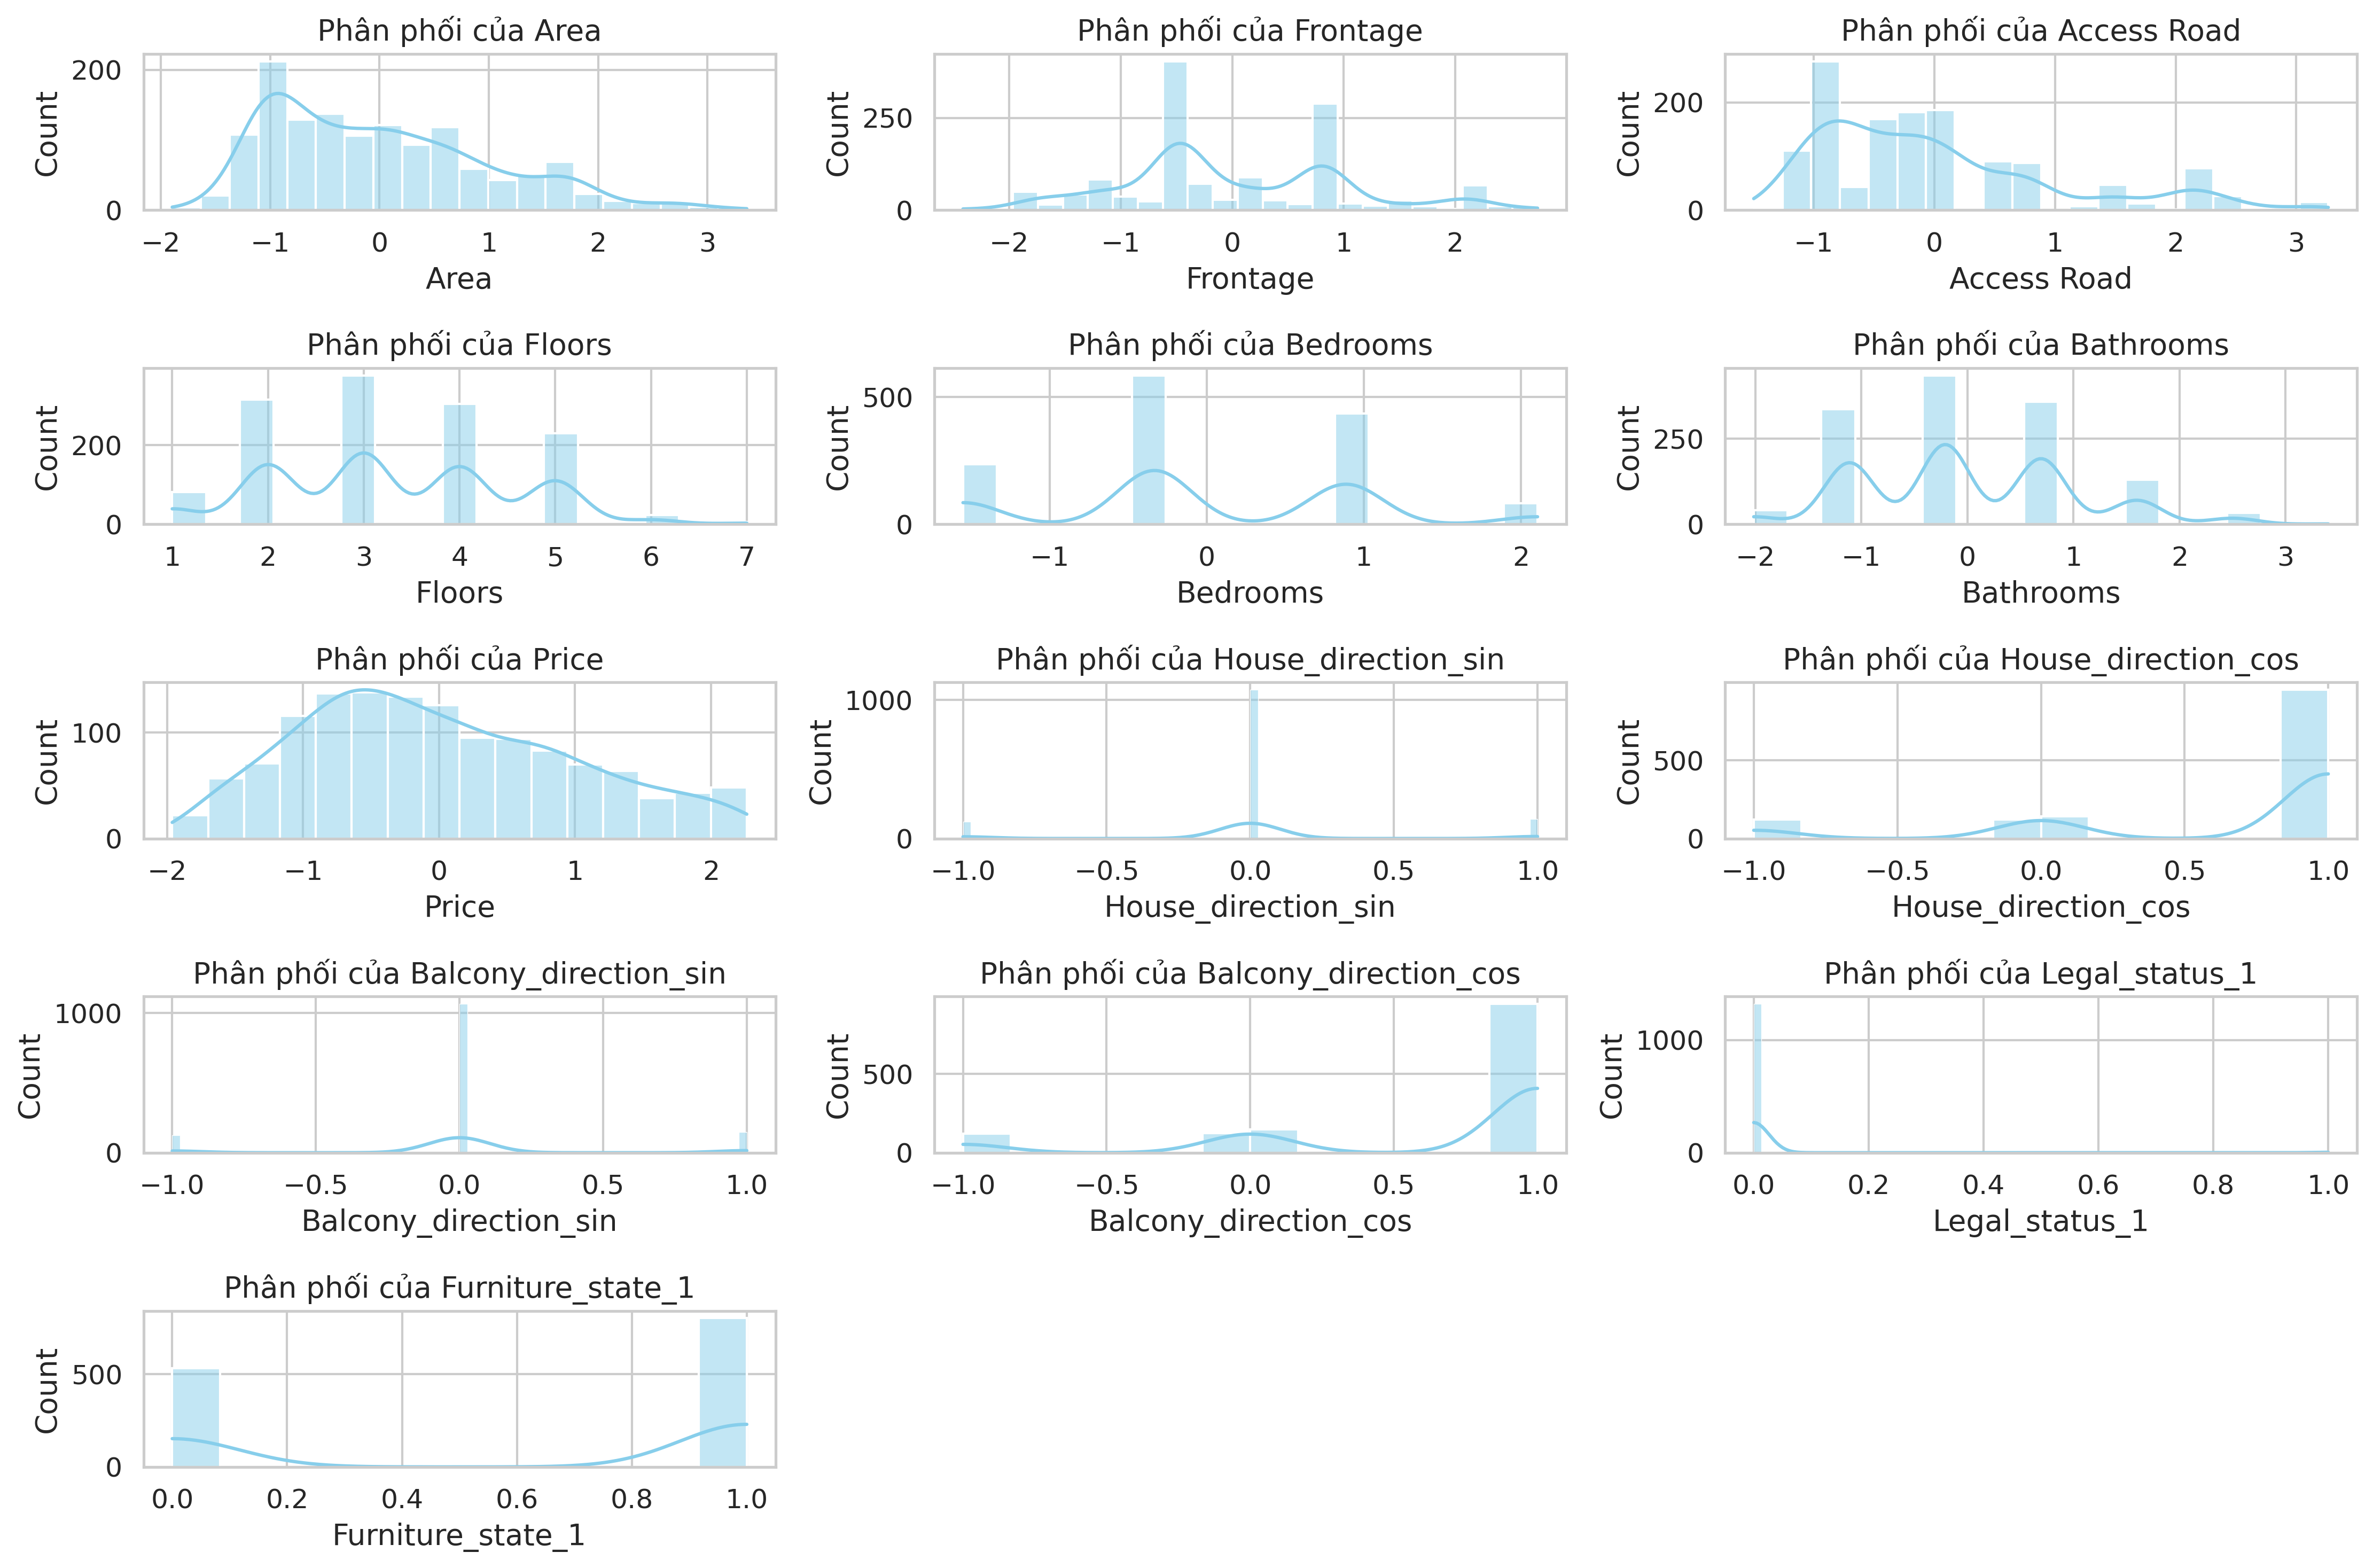 Phân phối của Area
Count
200
0
−2 −1 0 1 2 3
Area
Phân phối của Frontage
Count
250
0
−2 −1 0 1 2
Frontage
Phân phối của Access Road
Count
200
0
−1 0 1 2 3
Access Road
Phân phối của Floors
Count
200
0
1 2 3 4 5 6 7
Floors
Phân phối của Bedrooms
Count
500
0
−1 0 1 2
Bedrooms
Phân phối của Bathrooms
Count
250
0
−2 −1 0 1 2 3
Bathrooms
Phân phối của Price
Count
100
0
−2 −1 0 1 2
Price
Phân phối của House_direction_sin
Count
1000
0
−1.0 −0.5 0.0 0.5 1.0
House_direction_sin
Phân phối của House_direction_cos
Count
500
0
−1.0 −0.5 0.0 0.5 1.0
House_direction_cos
Phân phối của Balcony_direction_sin
Count
1000
0
−1.0 −0.5 0.0 0.5 1.0
Balcony_direction_sin
Phân phối của Balcony_direction_cos
Count
500
0
−1.0 −0.5 0.0 0.5 1.0
Balcony_direction_cos
Phân phối của Legal_status_1
Count
1000
0
0.0 0.2 0.4 0.6 0.8 1.0
Legal_status_1
Phân phối của Furniture_state_1
Count
500
0
0.0 0.2 0.4 0.6 0.8 1.0
Furniture_state_1